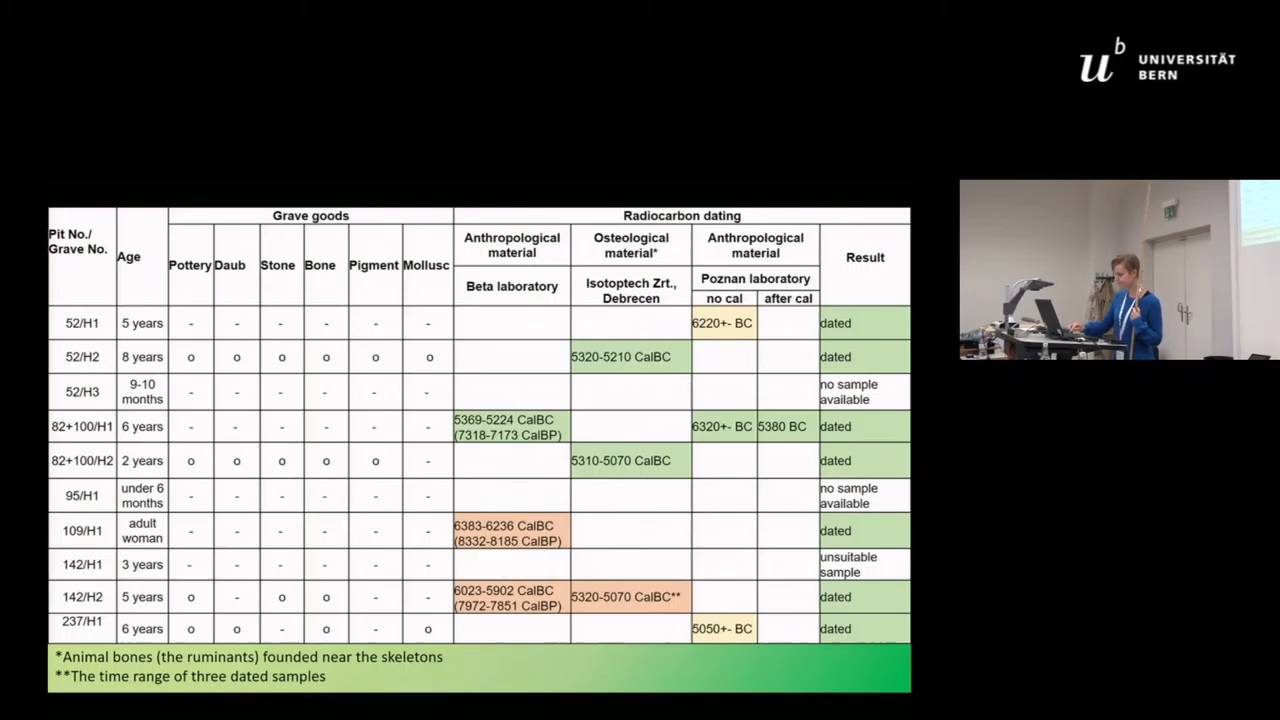 u^b UNIVERSITÄT
BERN
Pit No./ Grave No. | Age | Grave goods | Radiocarbon dating
Pottery | Daub | Stone | Bone | Pigment | Mollusc | Anthropological material | Osteological material* | Anthropological material | Result
Beta laboratory | Isotoptech Zrt., Debrecen | Poznan laboratory
no cal | after cal
52/H1 | 5 years | - | - | - | - | - | - | | | 6220+- BC | | dated
52/H2 | 8 years | o | o | o | o | o | o | | 5320-5210 CalBC | | | dated
52/H3 | 9-10 months | - | - | - | - | - | - | | | | | no sample available
82+100/H1 | 6 years | - | - | - | - | - | - | 5369-5224 CalBC (7318-7173 CalBP) | | 6320+- BC | 5380 BC | dated
82+100/H2 | 2 years | o | o | o | o | o | - | | 5310-5070 CalBC | | | dated
95/H1 | under 6 months | - | - | - | - | - | - | | | | | no sample available
109/H1 | adult woman | - | - | - | - | - | - | 6383-6236 CalBC (8332-8185 CalBP) | | | | dated
142/H1 | 3 years | - | - | - | - | - | - | | | | | unsuitable sample
142/H2 | 5 years | o | - | o | o | - | - | 6023-5902 CalBC (7972-7851 CalBP) | 5320-5070 CalBC** | | | dated
237/H1 | 6 years | o | o | - | o | - | o | | | 5050+- BC | | dated
*Animal bones (the ruminants) founded near the skeletons
**The time range of three dated samples